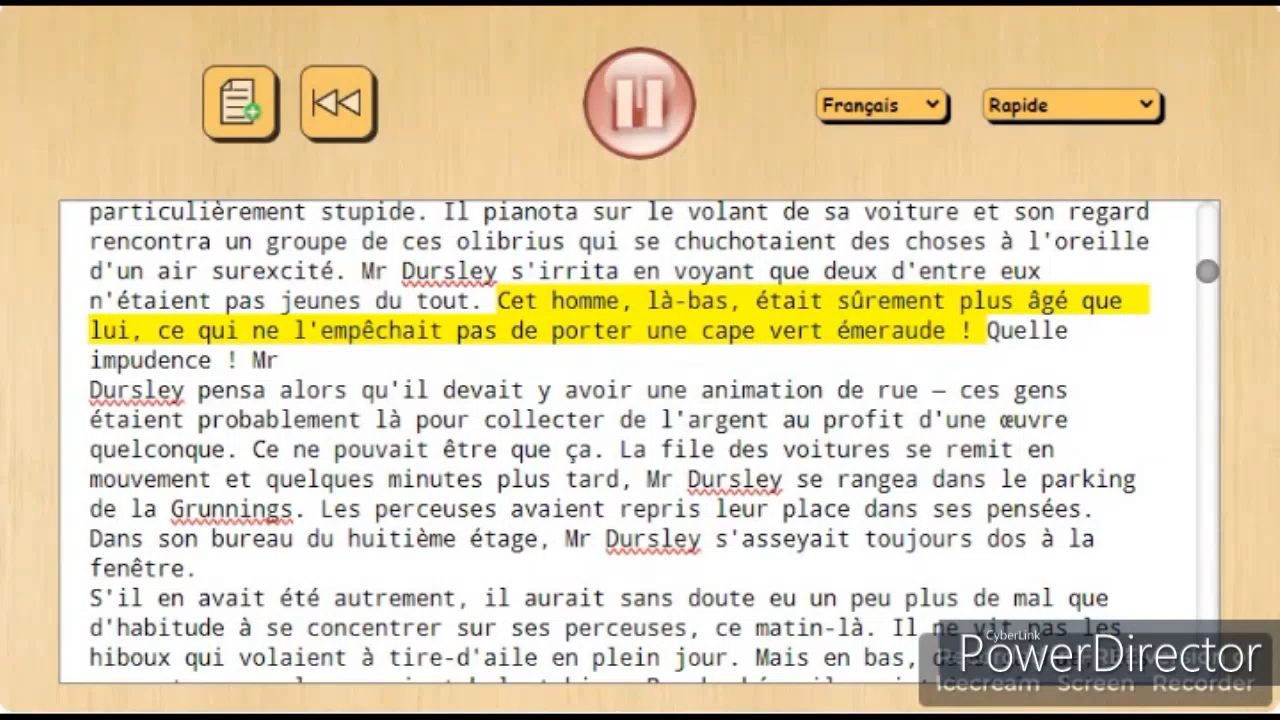 Français
Rapide
particulièrement stupide. Il pianota sur le volant de sa voiture et son regard
rencontra un groupe de ces olibrius qui se chuchotaient des choses à l'oreille
d'un air surexcité. Mr Dursley s'irrita en voyant que deux d'entre eux
n'étaient pas jeunes du tout. Cet homme, là-bas, était sûrement plus âgé que
lui, ce qui ne l'empêchait pas de porter une cape vert émeraude ! Quelle
impudence ! Mr
Dursley pensa alors qu'il devait y avoir une animation de rue – ces gens
étaient probablement là pour collecter de l'argent au profit d'une œuvre
quelconque. Ce ne pouvait être que ça. La file des voitures se remit en
mouvement et quelques minutes plus tard, Mr Dursley se rangea dans le parking
de la Grunnings. Les perceuses avaient repris leur place dans ses pensées.
Dans son bureau du huitième étage, Mr Dursley s'asseyait toujours dos à la
fenêtre.
S'il en avait été autrement, il aurait sans doute eu un peu plus de mal que
d'habitude à se concentrer sur ses perceuses, ce matin-là. Il ne vit pas les
hiboux qui volaient à tire-d'aile en plein jour. Mais en bas,
CyberLink
PowerDirector
Icecream Screen Recorder